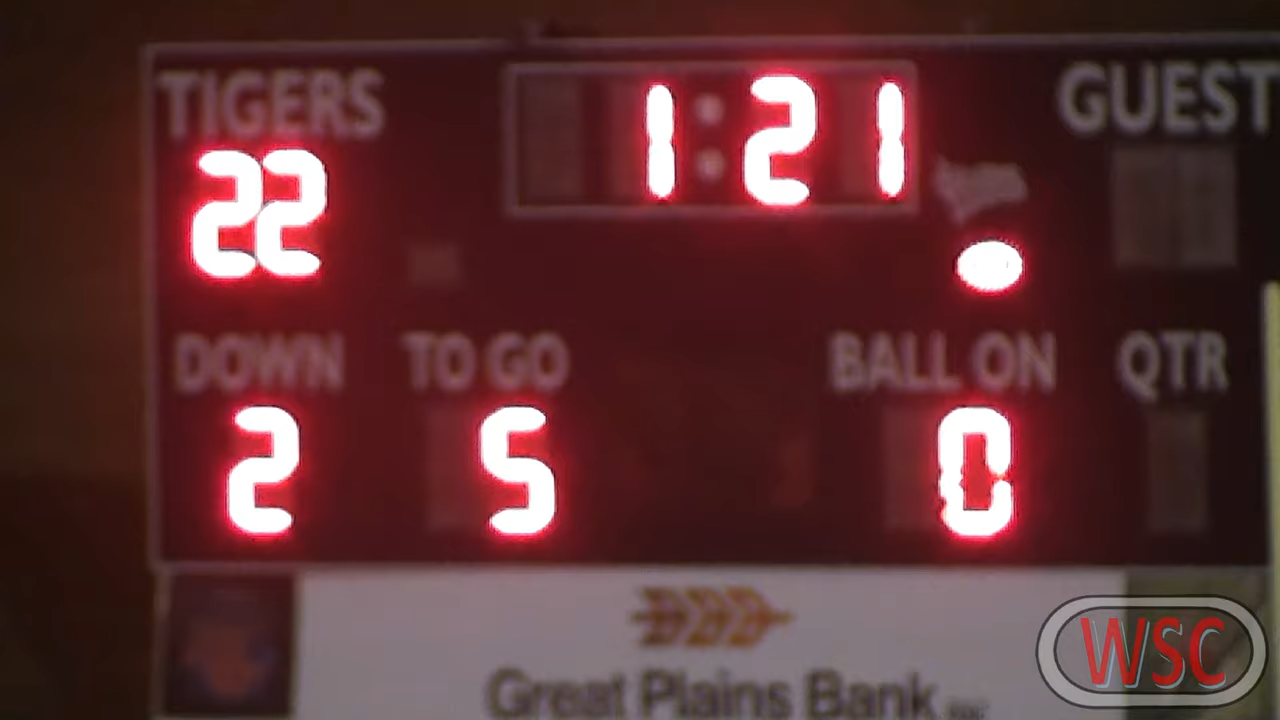 TIGERS 1:21 GUEST
22
DOWN TO GO BALL ON QTR
2 5 0
Great Plains Bank
WSC